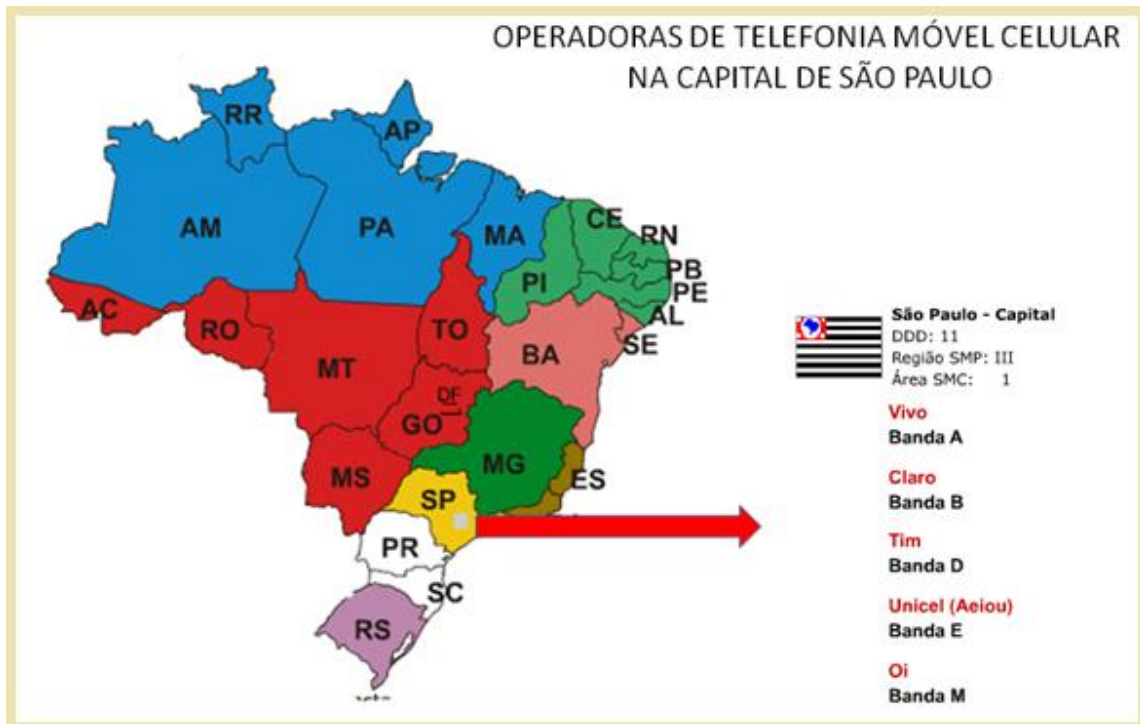 OPERADORAS DE TELEFONIA MÓVEL CELULAR
NA CAPITAL DE SÃO PAULO
RR
AP
AM
PA
MA
CE
RN
PI
PB
PE
AL
AC
RO
TO
SE
MT
BA
DF
GO
MG
ES
MS
SP
PR
SC
RS
São Paulo - Capital
DDD: 11
Região SMP: III
Área SMC: 1
Vivo
Banda A
Claro
Banda B
Tim
Banda D
Unicel (Aeiou)
Banda E
Oi
Banda M